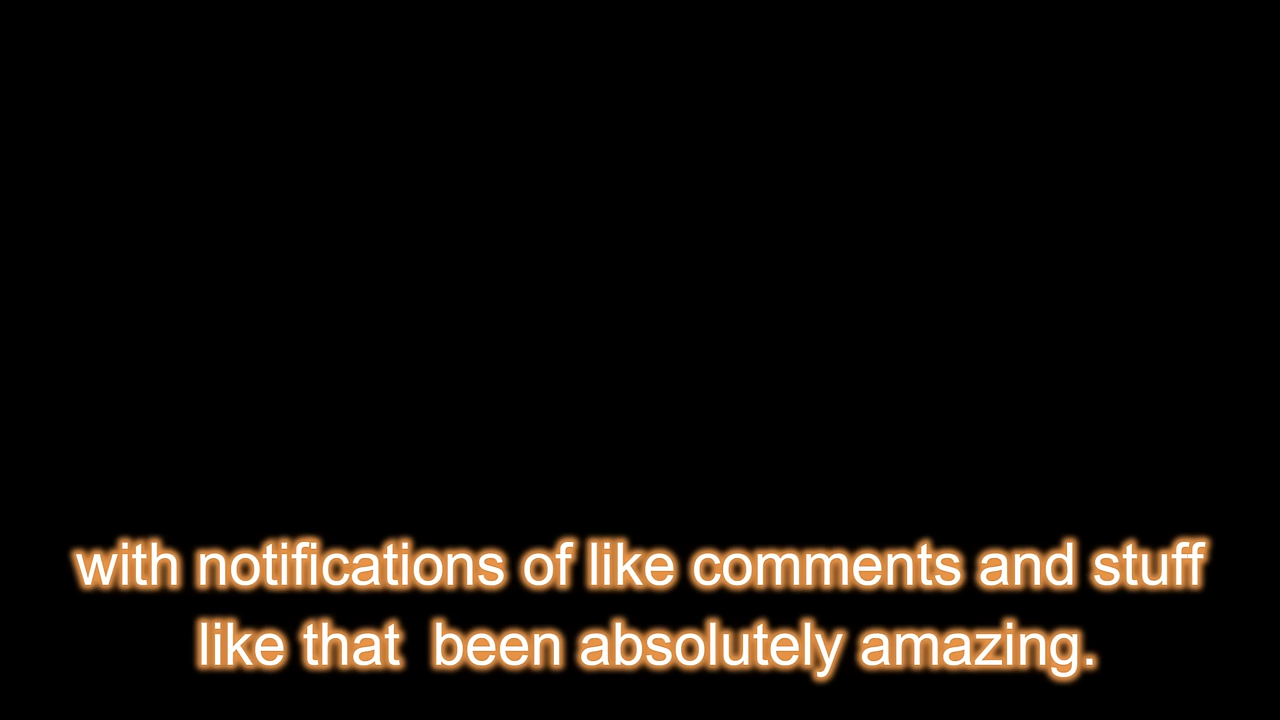 with notifications of like comments and stuff
like that  been absolutely amazing.